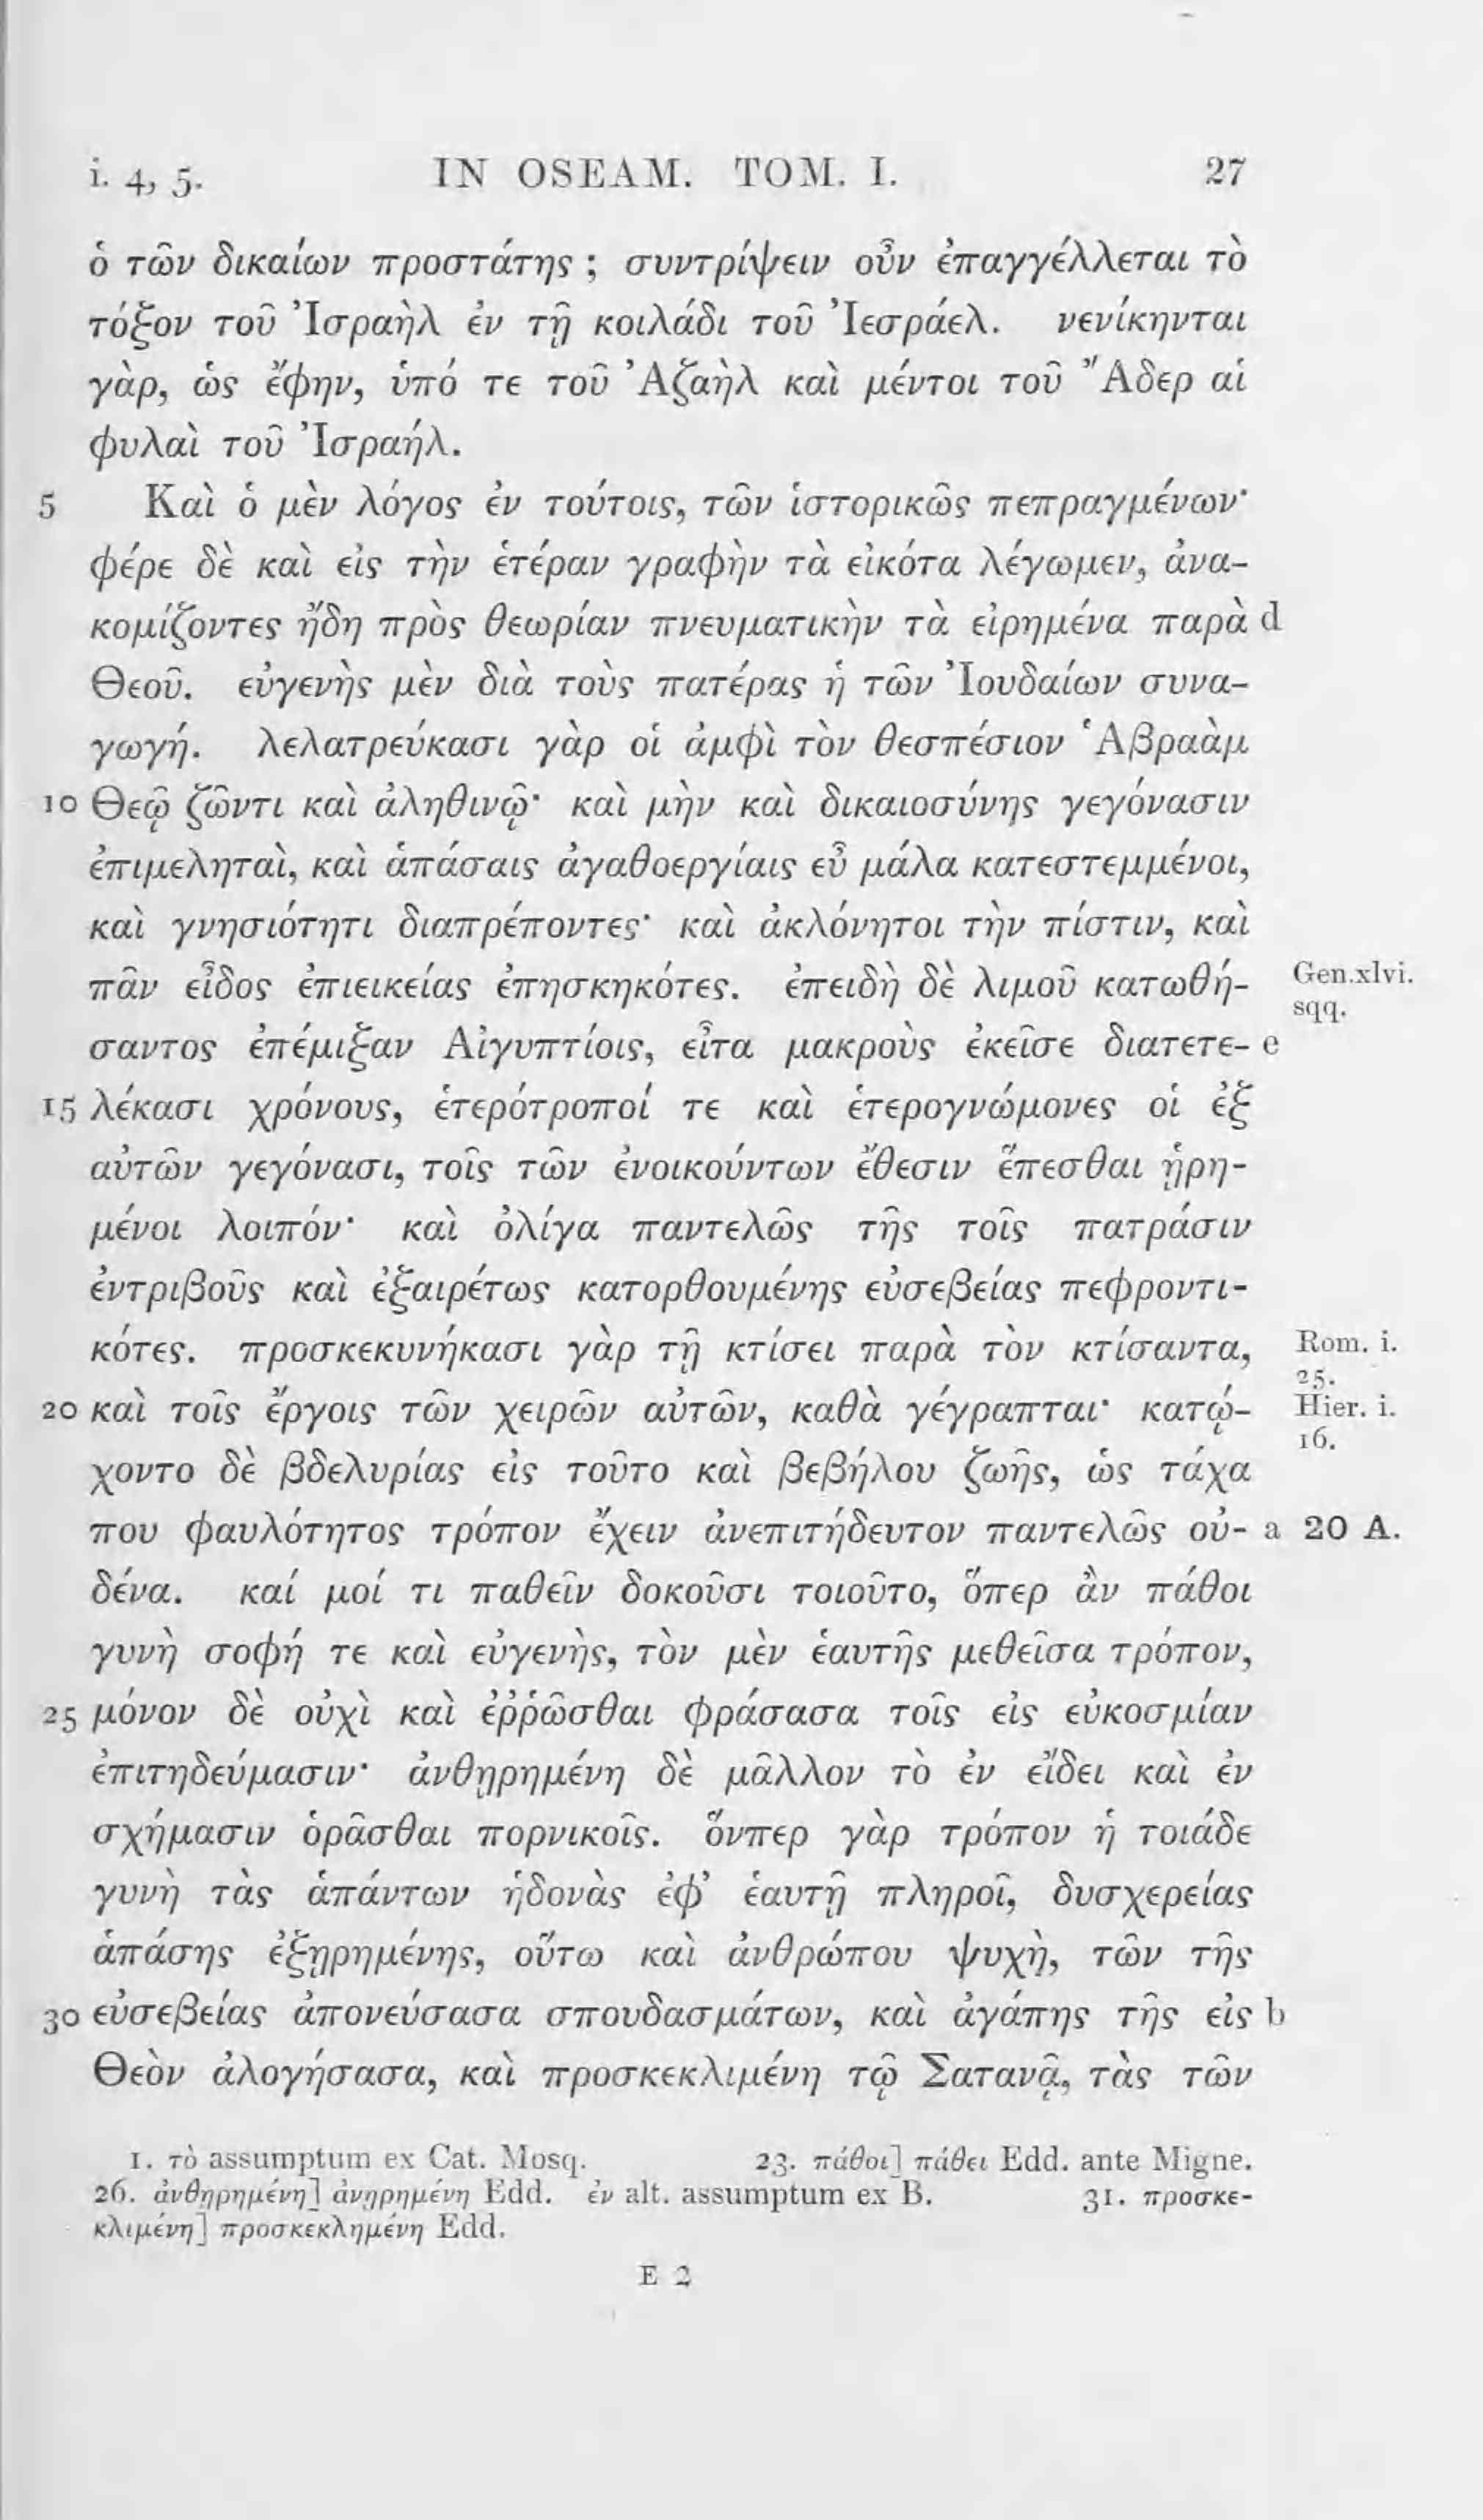 i. 4, 5. IN OSEAM. TOM. I. 27
ὁ τῶν δικαίων προστάτης ; συντρίψειν οὖν ἐπαγγέλλεται τὸ
τόξον τοῦ Ἰσραὴλ ἐν τῇ κοιλάδι τοῦ Ἰεσράελ. νενίκηνται
γὰρ, ὡς ἔφην, ὑπό τε τοῦ Ἀζαὴλ καὶ μέντοι τοῦ Ἄδερ αἱ
φυλαὶ τοῦ Ἰσραήλ.
5 Καὶ ὁ μὲν λόγος ἐν τούτοις, τῶν ἱστορικῶς πεπραγμένων·
φέρε δὲ καὶ εἰς τὴν ἑτέραν γραφὴν τὰ εἰκότα λέγωμεν, ἀνα-
κομίζοντες ἤδη πρὸς θεωρίαν πνευματικὴν τὰ εἰρημένα παρὰ d
Θεοῦ. εὐγενὴς μὲν διὰ τοὺς πατέρας ἡ τῶν Ἰουδαίων συνα-
γωγή. λελατρεύκασι γὰρ οἱ ἀμφὶ τὸν θεσπέσιον Ἁβραὰμ
10 Θεῷ ζῶντι καὶ ἀληθινῷ· καὶ μὴν καὶ δικαιοσύνης γεγόνασιν
ἐπιμεληταὶ, καὶ ἁπάσαις ἀγαθοεργίαις εὖ μάλα κατεστεμμένοι,
καὶ γνησιότητι διαπρέποντες· καὶ ἀκλόνητοι τὴν πίστιν, καὶ
πᾶν εἶδος ἐπιεικείας ἐπησκηκότες. ἐπειδὴ δὲ λιμοῦ κατωθή- Gen.xlvi. sqq.
σαντος ἐπέμιξαν Αἰγυπτίοις, εἶτα μακροὺς ἐκεῖσε διατετε- e
15 λέκασι χρόνους, ἑτερότροποί τε καὶ ἑτερογνώμονες οἱ ἐξ
αὐτῶν γεγόνασι, τοῖς τῶν ἐνοικούντων ἔθεσιν ἕπεσθαι ᾑρη-
μένοι λοιπόν· καὶ ὀλίγα παντελῶς τῆς τοῖς πατράσιν
ἐντριβοῦς καὶ ἐξαιρέτως κατορθουμένης εὐσεβείας πεφροντι-
κότες. προσκεκυνήκασι γὰρ τῇ κτίσει παρὰ τὸν κτίσαντα, Rom. i. 25.
20 καὶ τοῖς ἔργοις τῶν χειρῶν αὐτῶν, καθὰ γέγραπται· κατῴ- Hier. i. 16.
χοντο δὲ βδελυρίας εἰς τοῦτο καὶ βεβήλου ζωῆς, ὡς τάχα
που φαυλότητος τρόπον ἔχειν ἀνεπιτήδευτον παντελῶς οὐ- a 20 A.
δένα. καί μοί τι παθεῖν δοκοῦσι τοιοῦτο, ὅπερ ἂν πάθοι
γυνὴ σοφή τε καὶ εὐγενὴς, τὸν μὲν ἑαυτῆς μεθεῖσα τρόπον,
25 μόνον δὲ οὐχὶ καὶ ἐῤῥῶσθαι φράσασα τοῖς εἰς εὐκοσμίαν
ἐπιτηδεύμασιν· ἀνθῃρημένη δὲ μᾶλλον τὸ ἐν εἴδει καὶ ἐν
σχήμασιν ὁρᾶσθαι πορνικοῖς. ὅνπερ γὰρ τρόπον ἡ τοιάδε
γυνὴ τὰς ἁπάντων ἡδονὰς ἐφ’ ἑαυτῇ πληροῖ, δυσχερείας
ἁπάσης ἐξῃρημένης, οὕτω καὶ ἀνθρώπου ψυχὴ, τῶν τῆς
30 εὐσεβείας ἀπονεύσασα σπουδασμάτων, καὶ ἀγάπης τῆς εἰς b
Θεὸν ἀλογήσασα, καὶ προσκεκλιμένη τῷ Σατανᾷ, τὰς τῶν
1. τὸ assumptum ex Cat. Mosq. 23. πάθοι] πάθει Edd. ante Migne.
26. ἀνθῃρημένη] ἀνῃρημένη Edd. ἐν alt. assumptum ex B. 31. προσκε-
κλιμένη] προσκεκλημένη Edd.
E 2